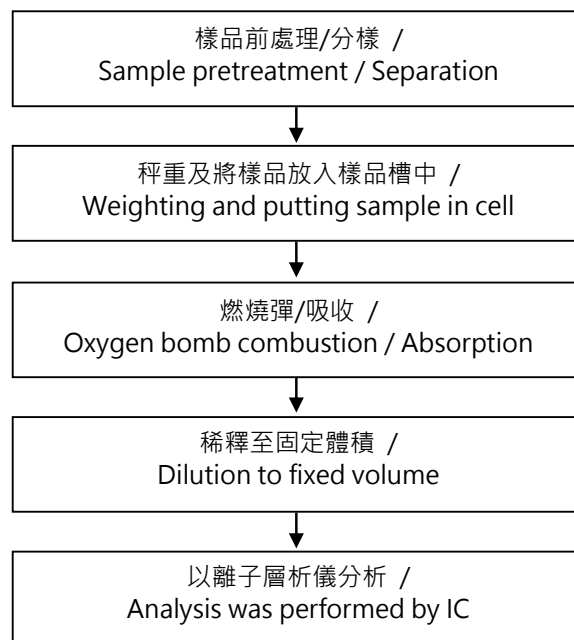 樣品前處理/分樣 /
Sample pretreatment / Separation
秤重及將樣品放入樣品槽中 /
Weighting and putting sample in cell
燃燒彈/吸收 /
Oxygen bomb combustion / Absorption
稀釋至固定體積 /
Dilution to fixed volume
以離子層析儀分析 /
Analysis was performed by IC